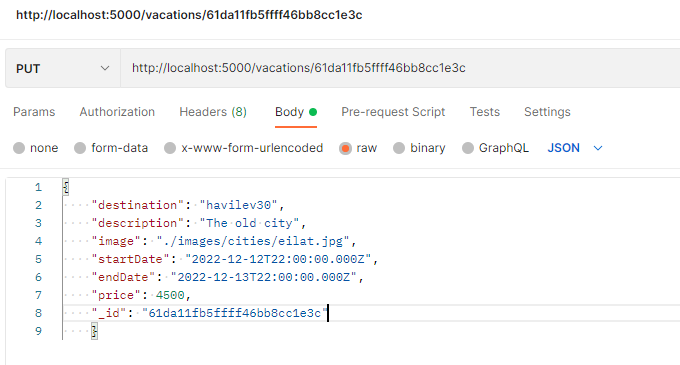 http://localhost:5000/vacations/61da11fb5ffff46bb8cc1e3c
PUT http://localhost:5000/vacations/61da11fb5ffff46bb8cc1e3c
Params Authorization Headers (8) Body Pre-request Script Tests Settings
none form-data x-www-form-urlencoded raw binary GraphQL JSON
1 {
2 "destination": "havilev30",
3 "description": "The old city",
4 "image": "./images/cities/eilat.jpg",
5 "startDate": "2022-12-12T22:00:00.000Z",
6 "endDate": "2022-12-13T22:00:00.000Z",
7 "price": 4500,
8 "_id": "61da11fb5ffff46bb8cc1e3c"
9 }